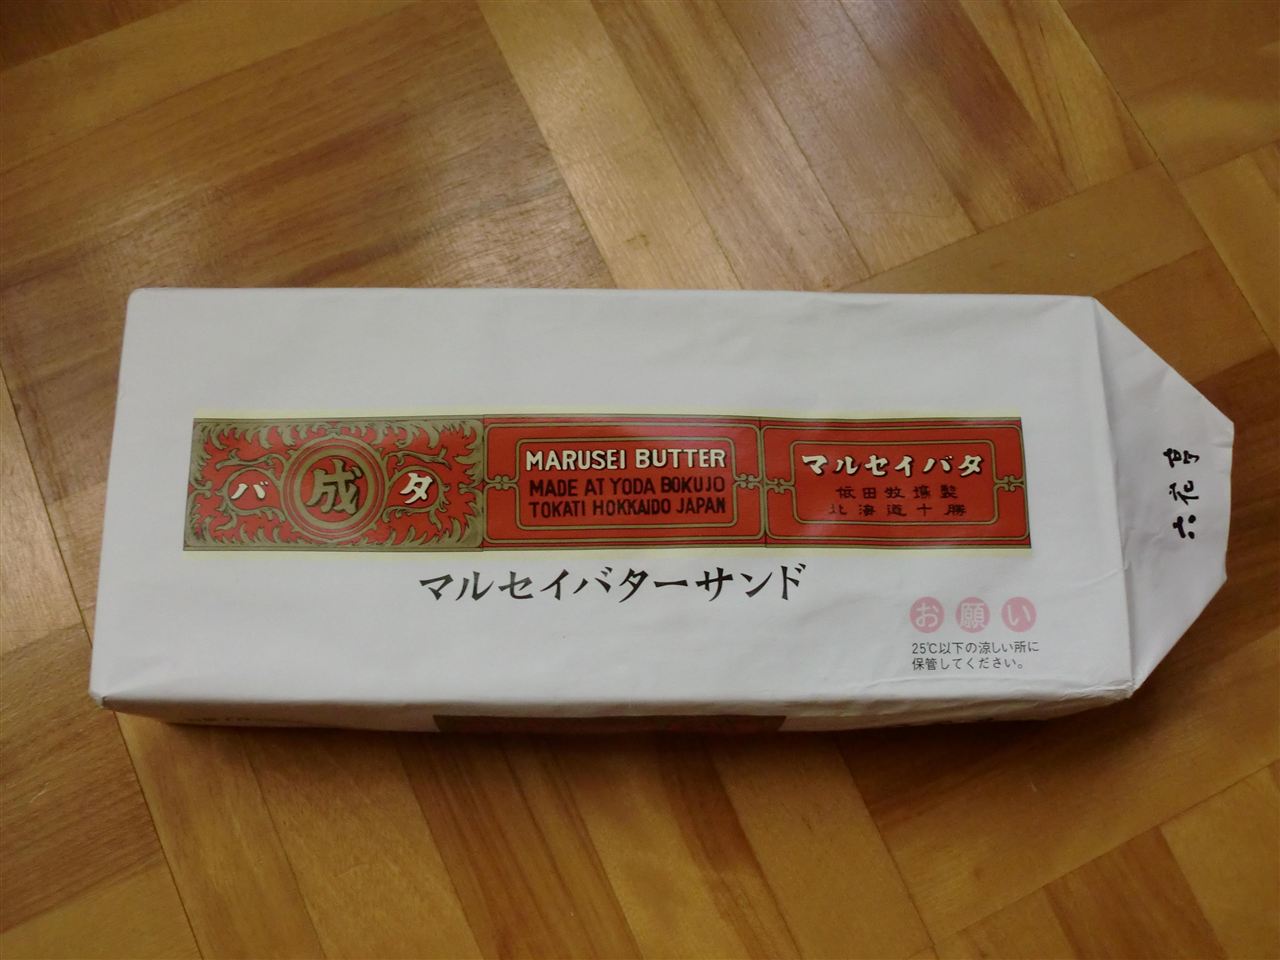 バ 成 タ
MARUSEI BUTTER
MADE AT YODA BOKUJO
TOKATI HOKKAIDO JAPAN
マルセイバタ
依田牧場製
北海道十勝
マルセイバターサンド
お願い
25℃以下の涼しい所に
保管してください。
六花亭